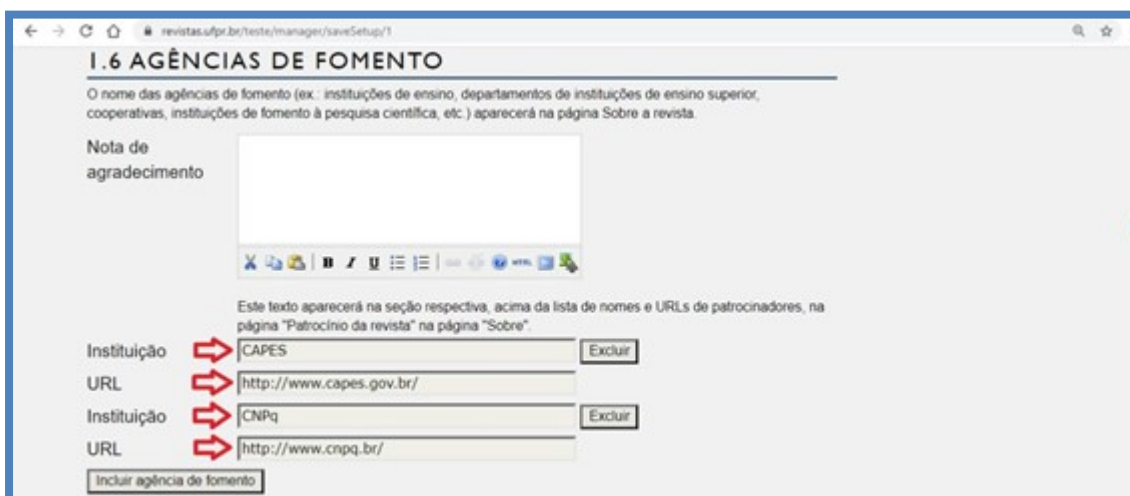 revistas.ufpr.br/teste/manager/saveSetup/1
1.6 AGÊNCIAS DE FOMENTO
O nome das agências de fomento (ex.: instituições de ensino, departamentos de instituições de ensino superior,
cooperativas, instituições de fomento à pesquisa científica, etc.) aparecerá na página Sobre a revista.
Nota de
agradecimento
B I U HTML
Este texto aparecerá na seção respectiva, acima da lista de nomes e URLs de patrocinadores, na
página "Patrocínio da revista" na página "Sobre".
Instituição CAPES Excluir
URL http://www.capes.gov.br/
Instituição CNPq Excluir
URL http://www.cnpq.br/
Incluir agência de fomento